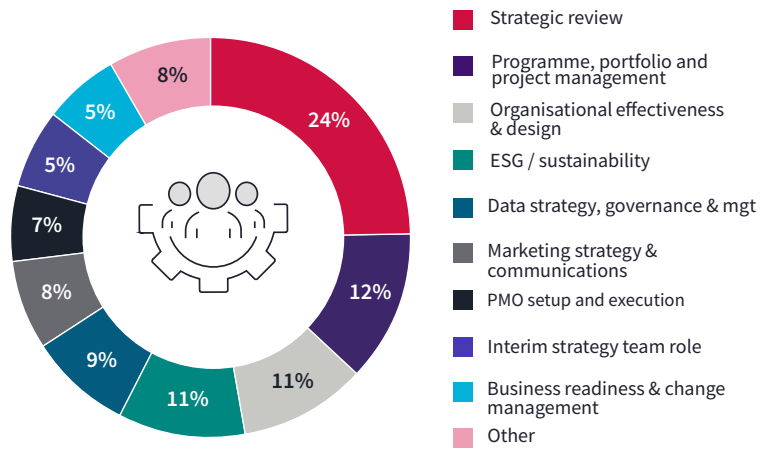 24%
12%
11%
11%
9%
8%
7%
5%
5%
8%
Strategic review
Programme, portfolio and
project management
Organisational effectiveness
& design
ESG / sustainability
Data strategy, governance & mgt
Marketing strategy &
communications
PMO setup and execution
Interim strategy team role
Business readiness & change
management
Other